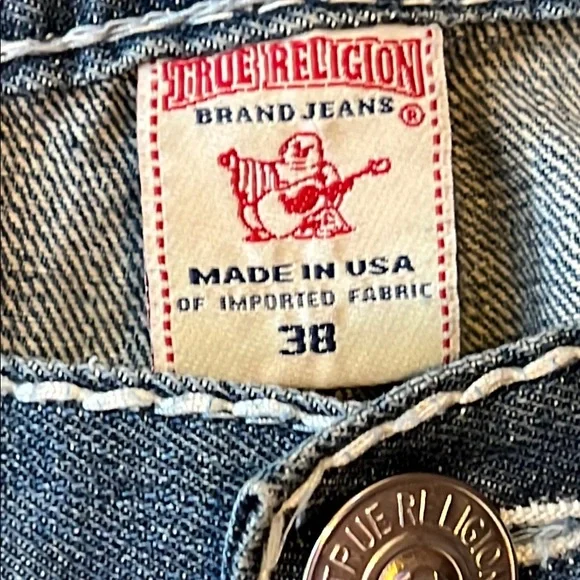 TRUE RELIGION
BRAND JEANS ®
MADE IN USA
OF IMPORTED FABRIC
38
TRUE RELIGION